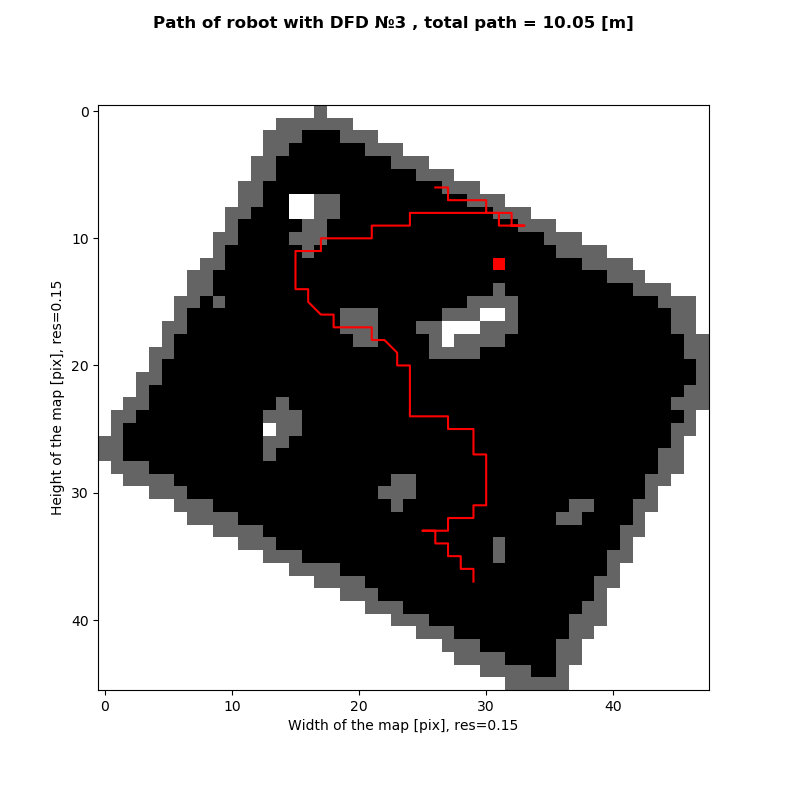 Path of robot with DFD №3 , total path = 10.05 [m]
0
10
20
30
40
Height of the map [pix], res=0.15
0 10 20 30 40
Width of the map [pix], res=0.15